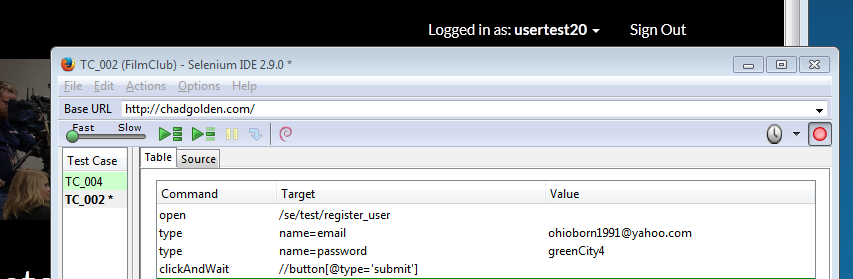 Logged in as: usertest20 Sign Out
TC_002 (FilmClub) - Selenium IDE 2.9.0 *
File Edit Actions Options Help
Base URL http://chadgolden.com/
Fast Slow
Test Case Table Source
TC_004
TC_002 *
Command Target Value
open /se/test/register_user
type name=email ohioborn1991@yahoo.com
type name=password greenCity4
clickAndWait //button[@type='submit']